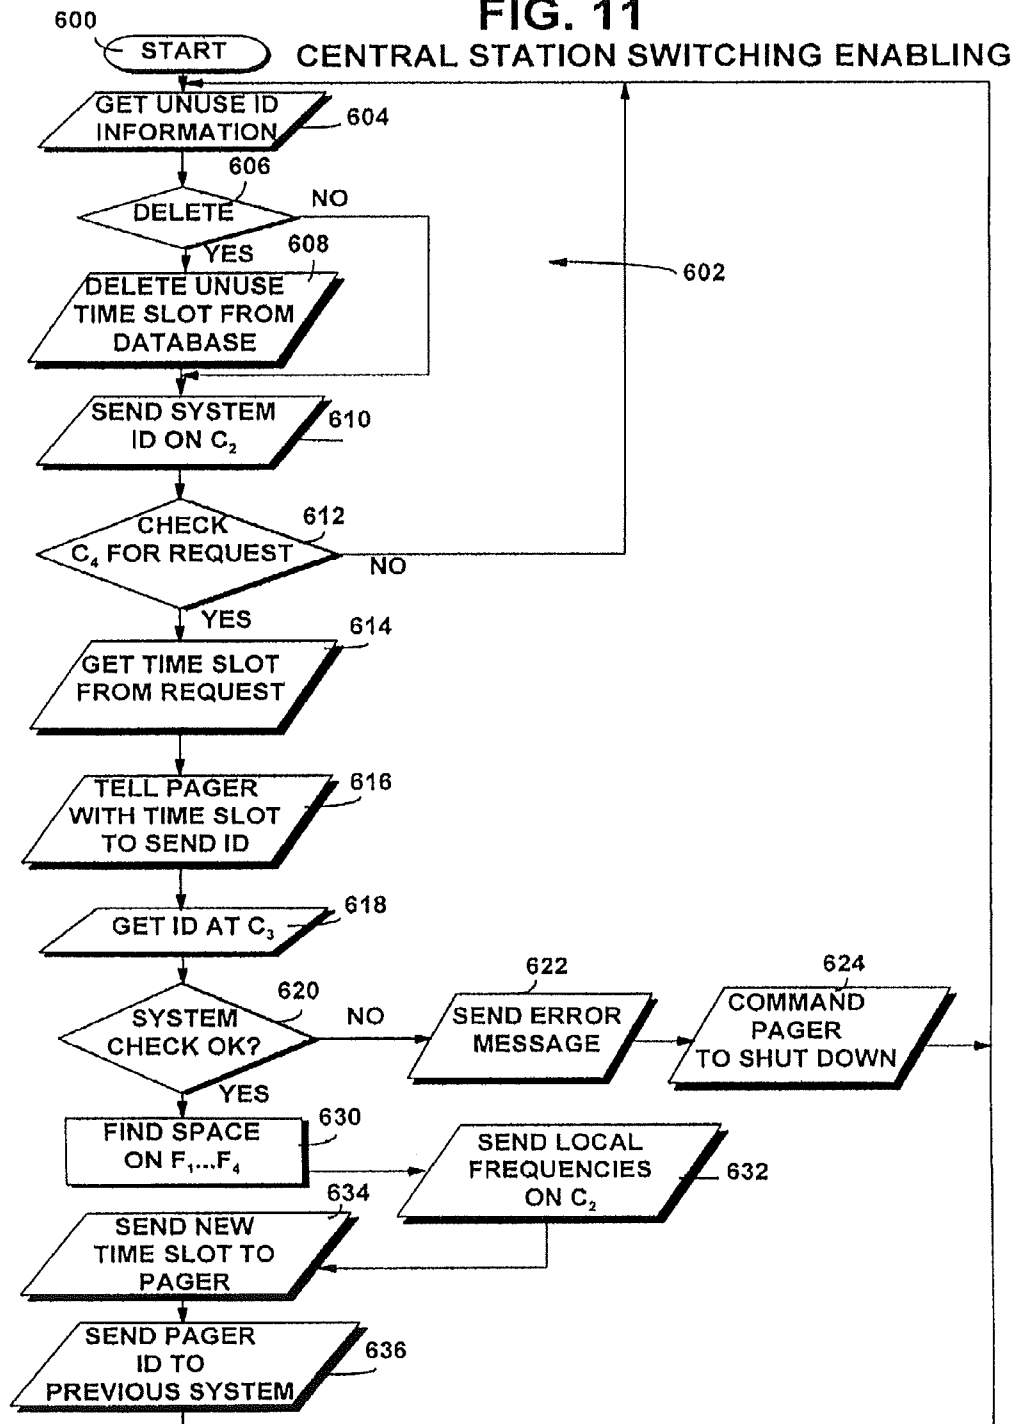 FIG. 11
600
START
CENTRAL STATION SWITCHING ENABLING
GET UNUSE ID
INFORMATION
604
606
DELETE
NO
YES
608
602
DELETE UNUSE
TIME SLOT FROM
DATABASE
SEND SYSTEM
ID ON C₂
610
612
CHECK
C₄ FOR REQUEST
NO
YES
614
GET TIME SLOT
FROM REQUEST
616
TELL PAGER
WITH TIME SLOT
TO SEND ID
618
GET ID AT C₃
620
SYSTEM
CHECK OK?
NO
YES
622
SEND ERROR
MESSAGE
624
COMMAND
PAGER
TO SHUT DOWN
630
FIND SPACE
ON F₁...F₄
SEND LOCAL
FREQUENCIES
ON C₂
632
634
SEND NEW
TIME SLOT TO
PAGER
SEND PAGER
ID TO
PREVIOUS SYSTEM
636